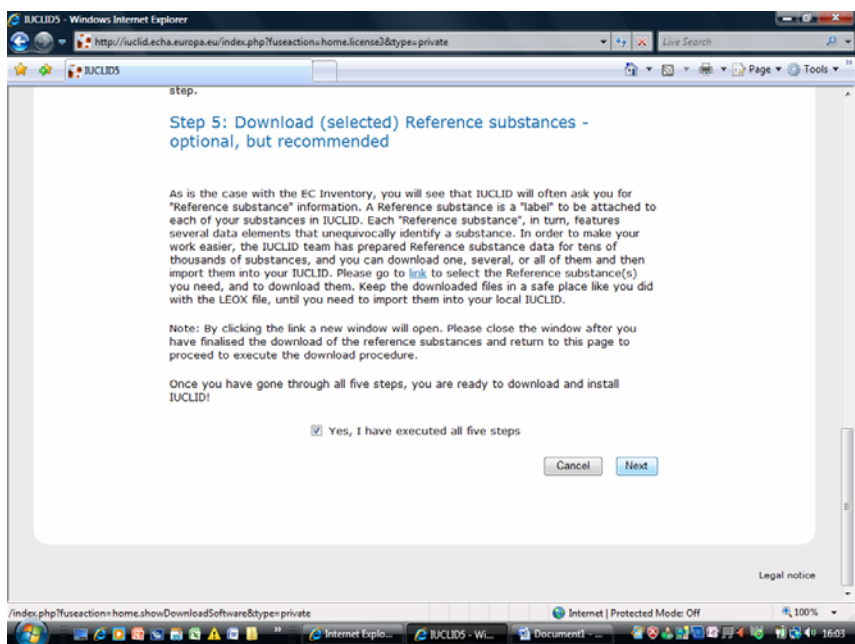 IUCLID5 - Windows Internet Explorer
http://iuclid.echa.europa.eu/index.php?fuseaction=home.license3&type=private
Live Search
IUCLID5
Page
Tools
step.
Step 5: Download (selected) Reference substances -
optional, but recommended
As is the case with the EC Inventory, you will see that IUCLID will often ask you for
"Reference substance" information. A Reference substance is a "label" to be attached to
each of your substances in IUCLID. Each "Reference substance", in turn, features
several data elements that unequivocally identify a substance. In order to make your
work easier, the IUCLID team has prepared Reference substance data for tens of
thousands of substances, and you can download one, several, or all of them and then
import them into your IUCLID. Please go to link to select the Reference substance(s)
you need, and to download them. Keep the downloaded files in a safe place like you did
with the LEOX file, until you need to import them into your local IUCLID.
Note: By clicking the link a new window will open. Please close the window after you
have finalised the download of the reference substances and return to this page to
proceed to execute the download procedure.
Once you have gone through all five steps, you are ready to download and install
IUCLID!
Yes, I have executed all five steps
Cancel Next
Legal notice
/index.php?fuseaction=home.showDownloadSoftware&type=private
Internet | Protected Mode: Off
100%
Internet Explo...
IUCLID5 - Wi...
Document1 - ...
16:03